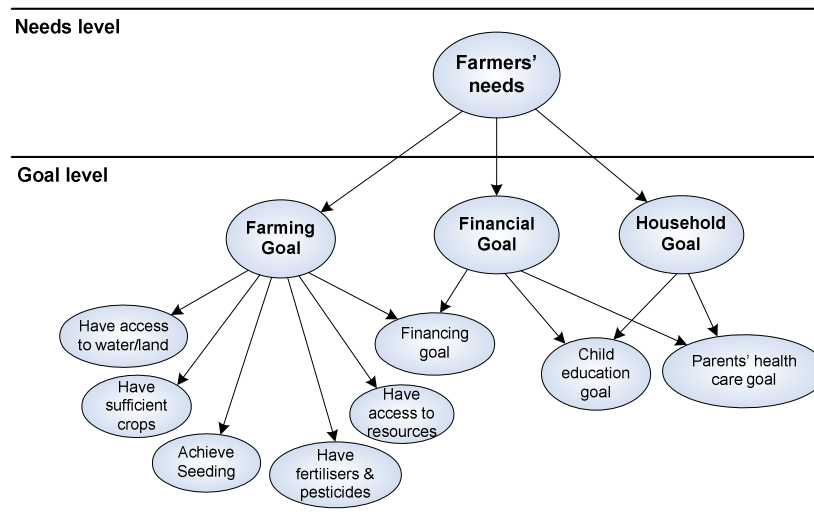 Needs level
Farmers'
needs
Goal level
Farming
Goal
Financial
Goal
Household
Goal
Have access
to water/land
Financing
goal
Child
education
goal
Parents' health
care goal
Have
sufficient
crops
Have
access to
resources
Achieve
Seeding
Have
fertilisers &
pesticides